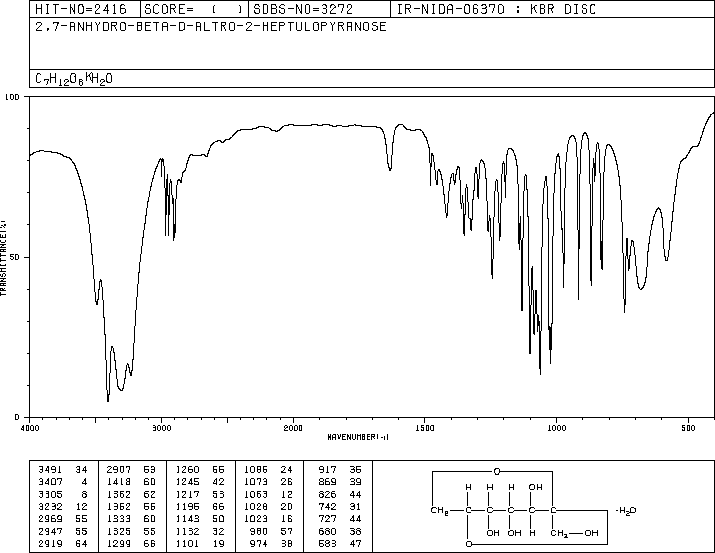 HIT-NO=2416 SCORE= ( ) SDBS-NO=3272 IR-NIDA-06370 : KBR DISC
2,7-ANHYDRO-BETA-D-ALTRO-2-HEPTULOPYRANOSE
C7H12O6KH2O
100
50
0
TRANSMITTANCE(%)
4000 3000 2000 1500 1000 500
WAVENUMBER(-1)
3491 34 2907 59 1260 66 1086 24 917 35
3407 4 1418 60 1245 42 1073 26 869 39
3305 8 1362 62 1217 53 1063 12 826 44
3232 12 1352 55 1196 66 1028 20 742 31
2969 55 1333 60 1143 50 1023 16 727 44
2947 55 1325 55 1132 32 980 57 680 38
2919 64 1299 66 1101 19 974 38 583 47
O
H H H OH
CH2 C C C C C ·H2O
OH OH H CH2 OH
O